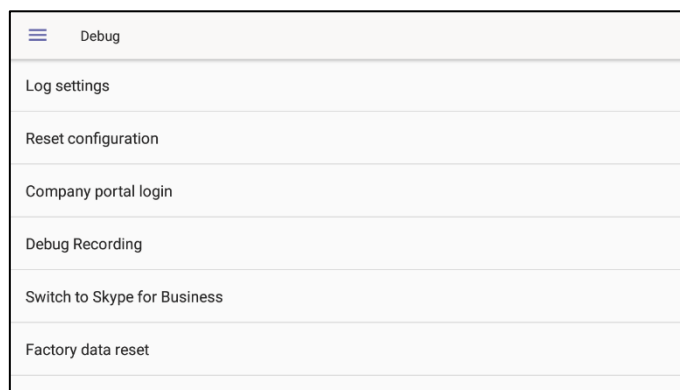 Debug
Log settings
Reset configuration
Company portal login
Debug Recording
Switch to Skype for Business
Factory data reset